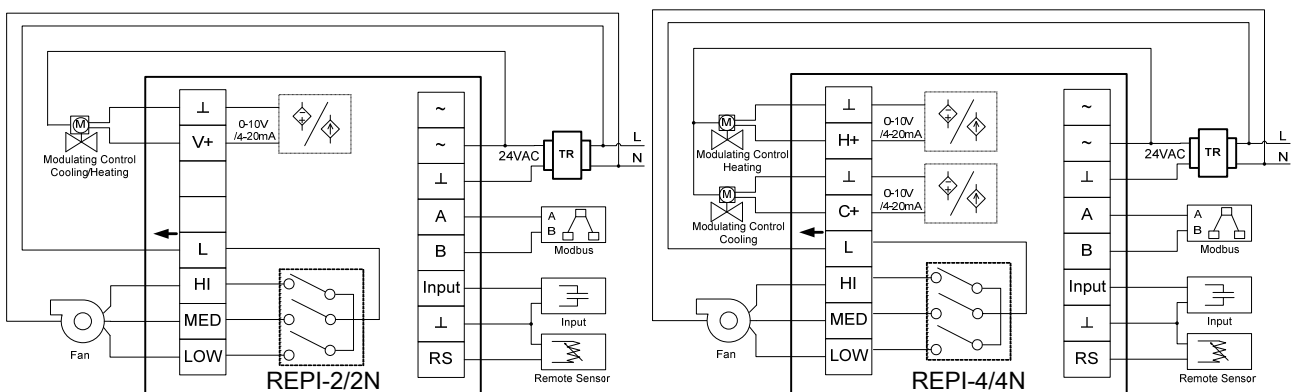 ⊥
V+
L
HI
MED
LOW
0-10V
/4-20mA
M
Modulating Control
Cooling/Heating
Fan
REPI-2/2N
~
~
⊥
A
B
Input
⊥
RS
24VAC
TR
L
N
A
B
Modbus
Input
Remote Sensor
⊥
H+
⊥
C+
L
HI
MED
LOW
0-10V
/4-20mA
0-10V
/4-20mA
M
Modulating Control
Heating
M
Modulating Control
Cooling
Fan
REPI-4/4N
~
~
⊥
A
B
Input
⊥
RS
24VAC
TR
L
N
A
B
Modbus
Input
Remote Sensor